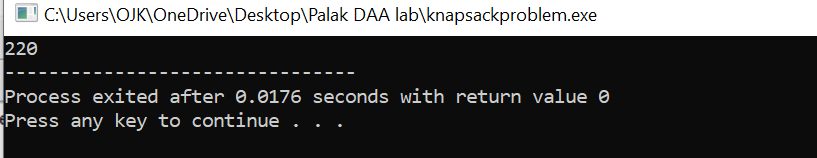 C:\Users\OJK\OneDrive\Desktop\Palak DAA lab\knapsackproblem.exe
220
--------------------------------
Process exited after 0.0176 seconds with return value 0
Press any key to continue . . .